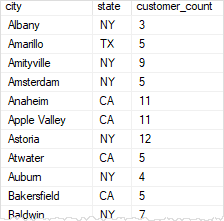 city state customer_count
Albany NY 3
Amarillo TX 5
Amityville NY 9
Amsterdam NY 5
Anaheim CA 11
Apple Valley CA 11
Astoria NY 12
Atwater CA 5
Auburn NY 4
Bakersfield CA 5
Baldwin NY 7